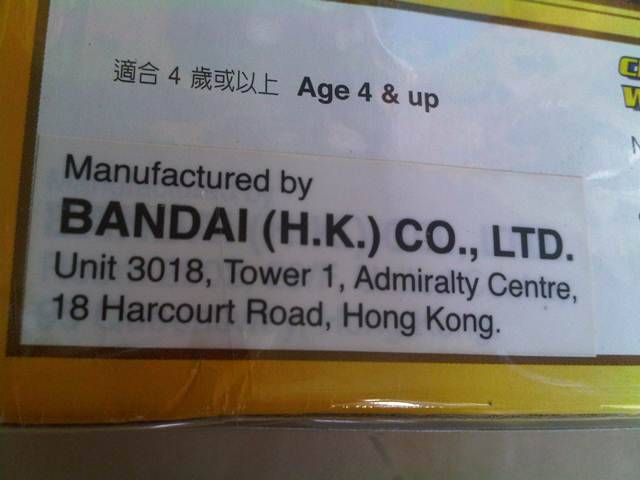 適合 4 歲或以上 Age 4 & up
Manufactured by
BANDAI (H.K.) CO., LTD.
Unit 3018, Tower 1, Admiralty Centre,
18 Harcourt Road, Hong Kong.